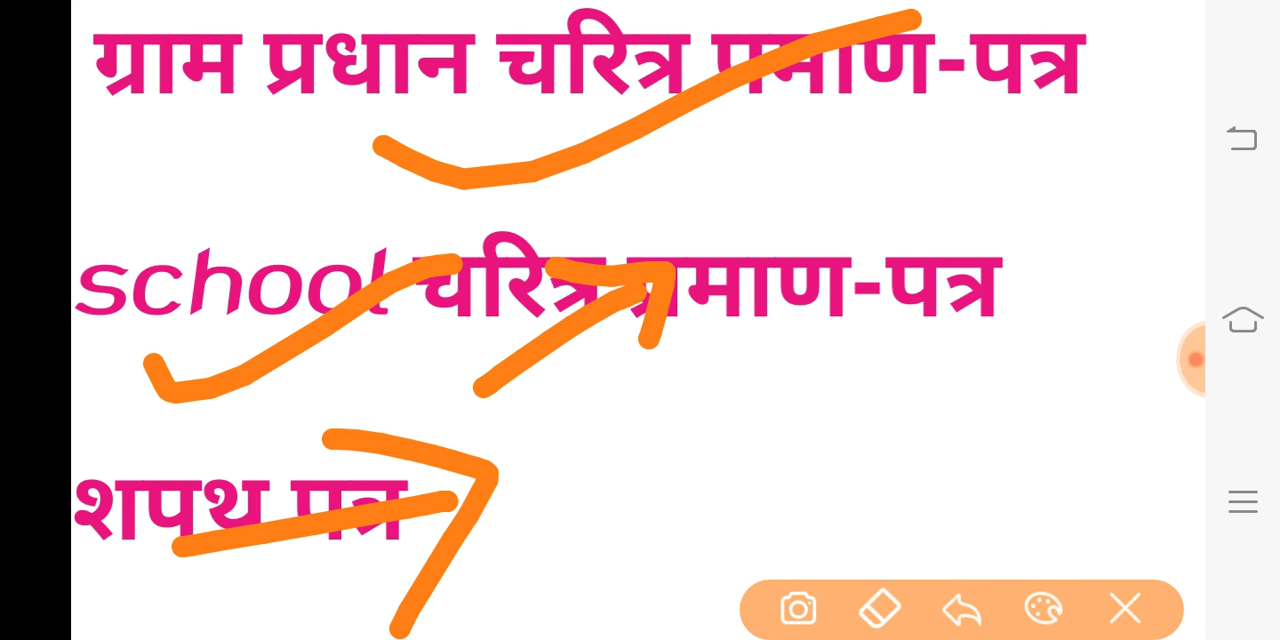 ग्राम प्रधान चरित्र प्रमाण-पत्र
school चरित्र प्रमाण-पत्र
शपथ पत्र